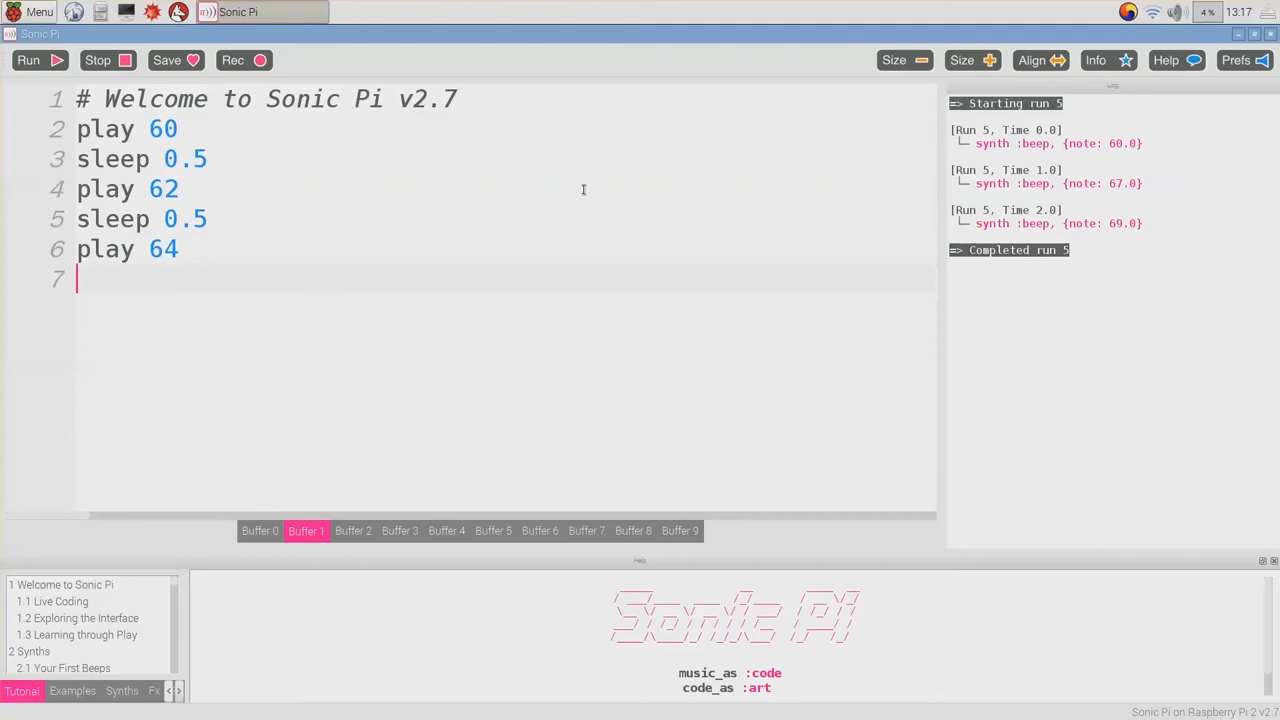 Menu
Sonic Pi
4 %
13:17
Sonic Pi
Run
Stop
Save
Rec
Size
Size
Align
Info
Help
Prefs
1 # Welcome to Sonic Pi v2.7
2 play 60
3 sleep 0.5
4 play 62
5 sleep 0.5
6 play 64
7
Log
=> Starting run 5
[Run 5, Time 0.0]
└─ synth :beep, {note: 60.0}
[Run 5, Time 1.0]
└─ synth :beep, {note: 67.0}
[Run 5, Time 2.0]
└─ synth :beep, {note: 69.0}
=> Completed run 5
Buffer 0 Buffer 1 Buffer 2 Buffer 3 Buffer 4 Buffer 5 Buffer 6 Buffer 7 Buffer 8 Buffer 9
Help
1 Welcome to Sonic Pi
1.1 Live Coding
1.2 Exploring the Interface
1.3 Learning through Play
2 Synths
2.1 Your First Beeps
Tutorial Examples Synths Fx
Sonic Pi
music_as :code
code_as :art
Sonic Pi on Raspberry Pi 2 v2.7